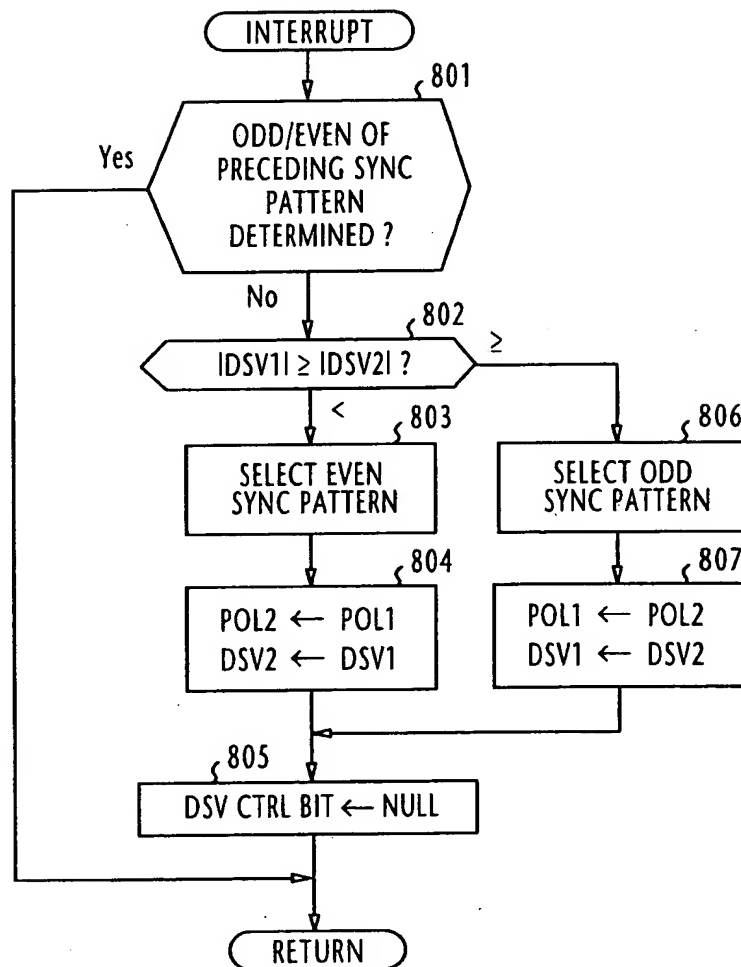 INTERRUPT
801
ODD/EVEN OF
PRECEDING SYNC
PATTERN
DETERMINED ?
Yes
No
802
|DSV1| ≥ |DSV2| ?
≥
<
803
SELECT EVEN
SYNC PATTERN
806
SELECT ODD
SYNC PATTERN
804
POL2 ← POL1
DSV2 ← DSV1
807
POL1 ← POL2
DSV1 ← DSV2
805
DSV CTRL BIT ← NULL
RETURN